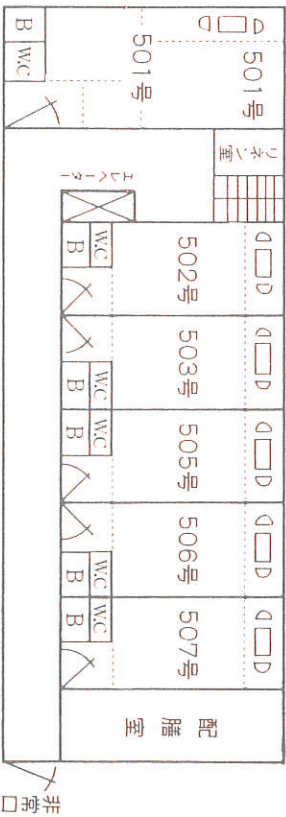 501号
501号
B
W.C
リネン室
エレベーター
502号
W.C
B
503号
W.C
B
505号
W.C
B
506号
W.C
B
507号
W.C
B
配膳室
非常口